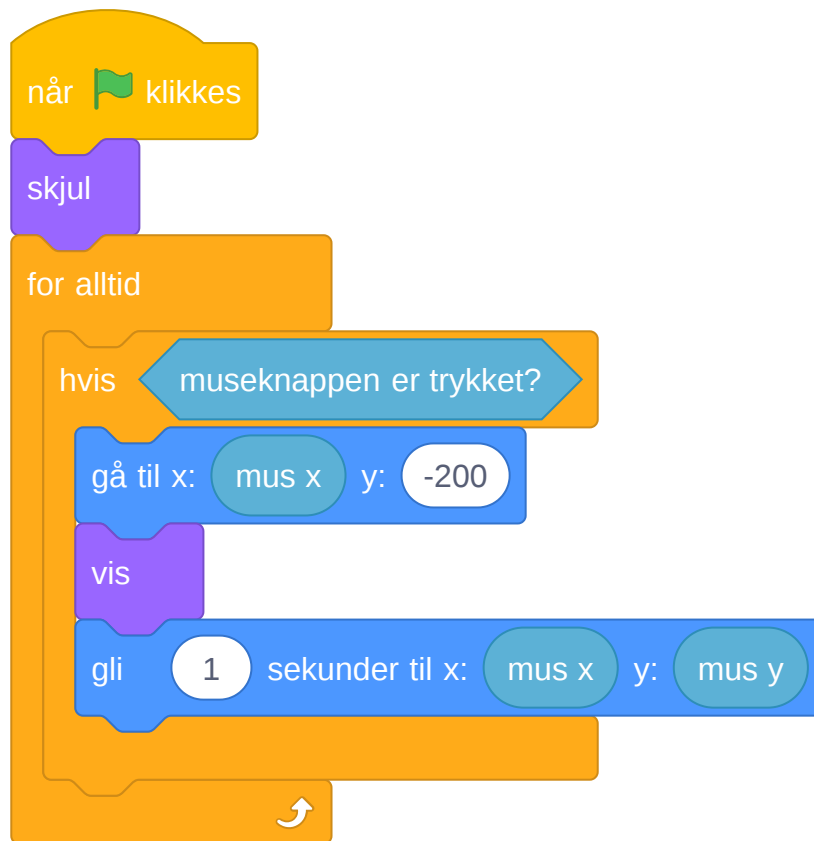 når klikkes
skjul
for alltid
hvis museknappen er trykket?
gå til x: mus x y: -200
vis
gli 1 sekunder til x: mus x y: mus y